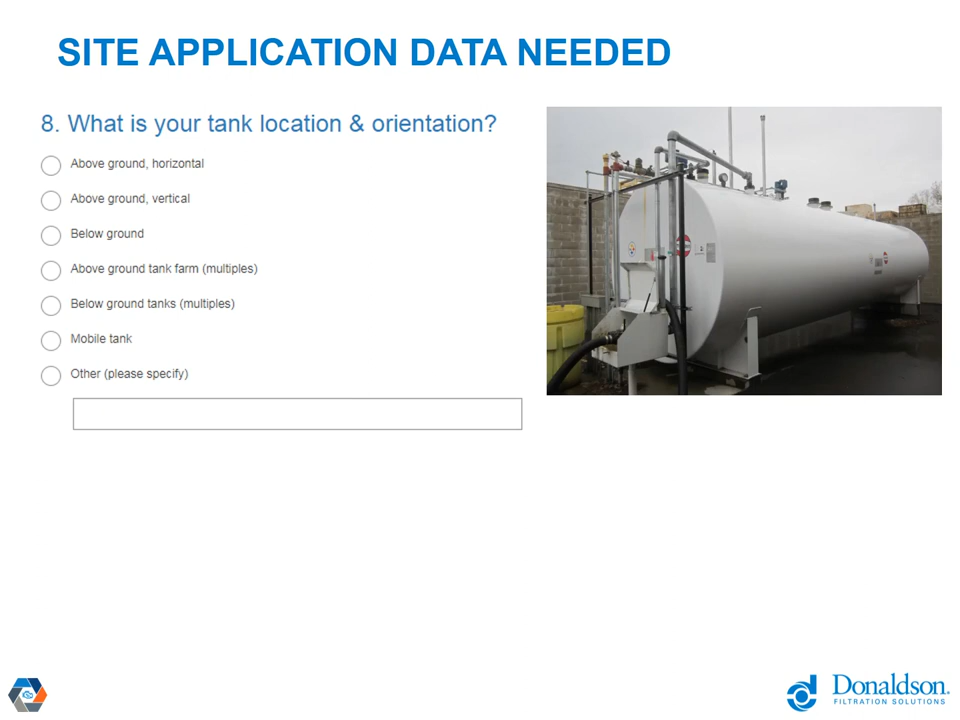 SITE APPLICATION DATA NEEDED
8. What is your tank location & orientation?
Above ground, horizontal
Above ground, vertical
Below ground
Above ground tank farm (multiples)
Below ground tanks (multiples)
Mobile tank
Other (please specify)
Donaldson.
FILTRATION SOLUTIONS